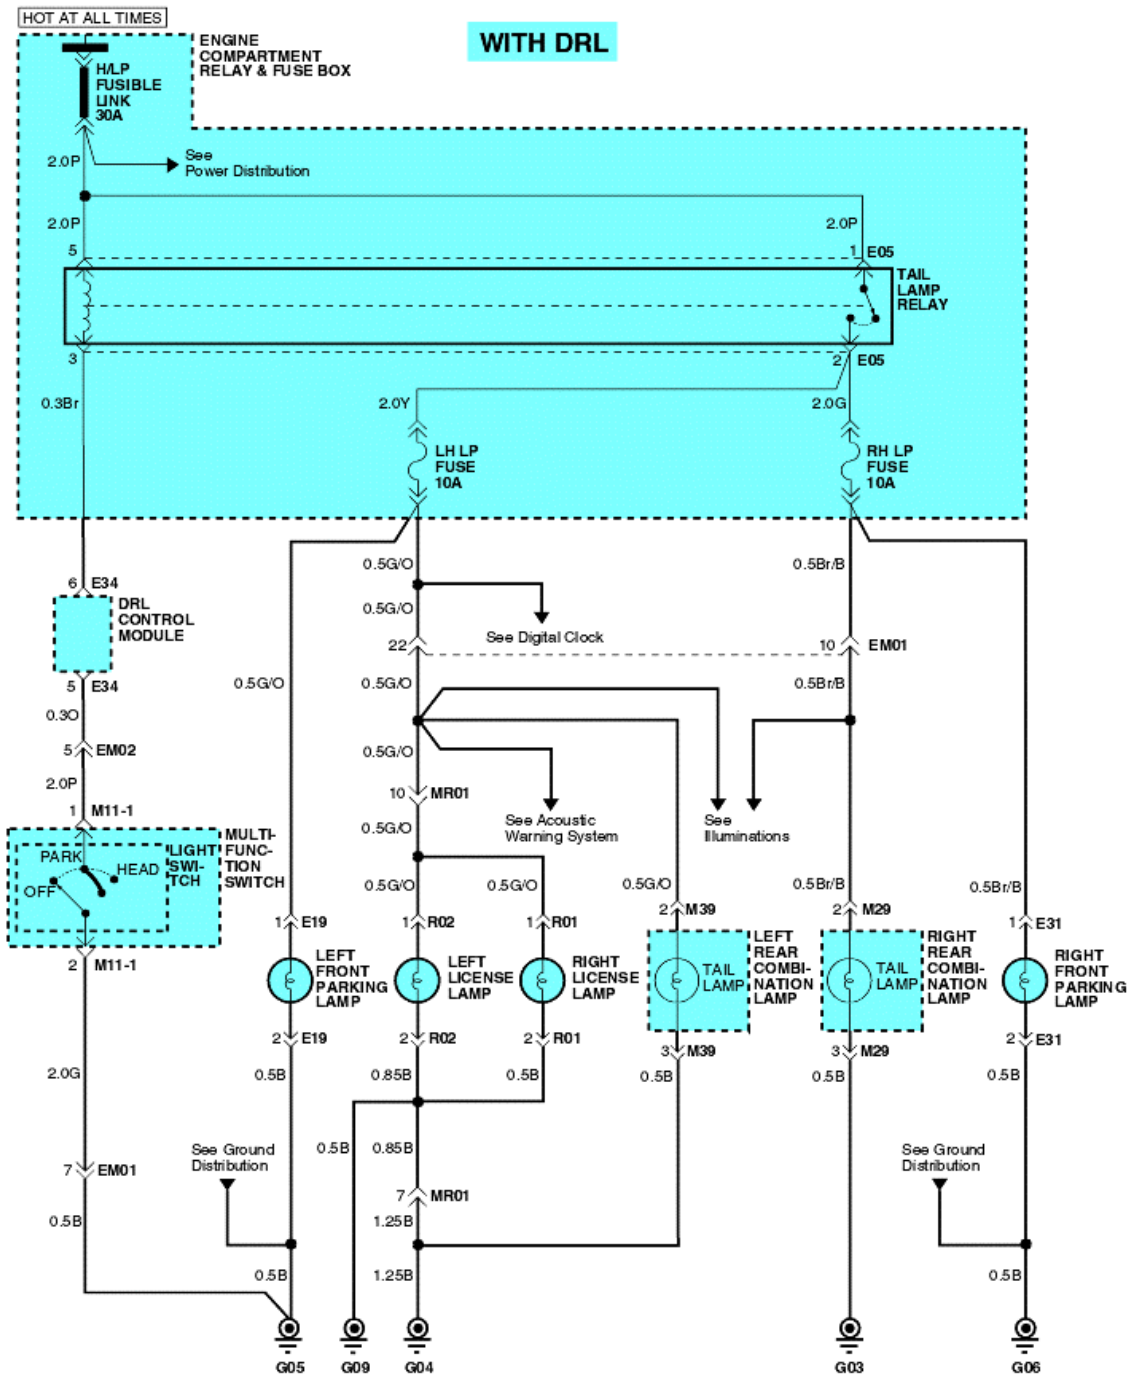 HOT AT ALL TIMES
WITH DRL
ENGINE
COMPARTMENT
RELAY & FUSE BOX
H/LP
FUSIBLE
LINK
30A
2.0P
See
Power Distribution
2.0P
2.0P
5
1 E05
TAIL
LAMP
RELAY
3
2 E05
0.3Br
2.0Y
2.0G
LH LP
FUSE
10A
RH LP
FUSE
10A
0.5G/O
0.5Br/B
6 E34
DRL
CONTROL
MODULE
0.5G/O
See Digital Clock
22
10 EM01
5 E34
0.5G/O
0.5G/O
0.5Br/B
0.3O
5 EM02
0.5G/O
2.0P
10 MR01
1 M11-1
See Acoustic
Warning System
See
Illuminations
0.5G/O
MULTI-
FUNC-
TION
SWITCH
LIGHT
SWI-
TCH
PARK
HEAD
OFF
0.5G/O
0.5G/O
0.5G/O
0.5Br/B
0.5Br/B
1 E19
1 R02
1 R01
2 M39
2 M29
1 E31
2 M11-1
LEFT
FRONT
PARKING
LAMP
LEFT
LICENSE
LAMP
RIGHT
LICENSE
LAMP
TAIL
LAMP
LEFT
REAR
COMBI-
NATION
LAMP
TAIL
LAMP
RIGHT
REAR
COMBI-
NATION
LAMP
RIGHT
FRONT
PARKING
LAMP
2 E19
2 R02
2 R01
3 M39
3 M29
2 E31
2.0G
0.5B
0.85B
0.5B
0.5B
0.5B
0.5B
See Ground
Distribution
0.5B
0.85B
See Ground
Distribution
7 EM01
7 MR01
0.5B
1.25B
0.5B
1.25B
0.5B
G05
G09
G04
G03
G06